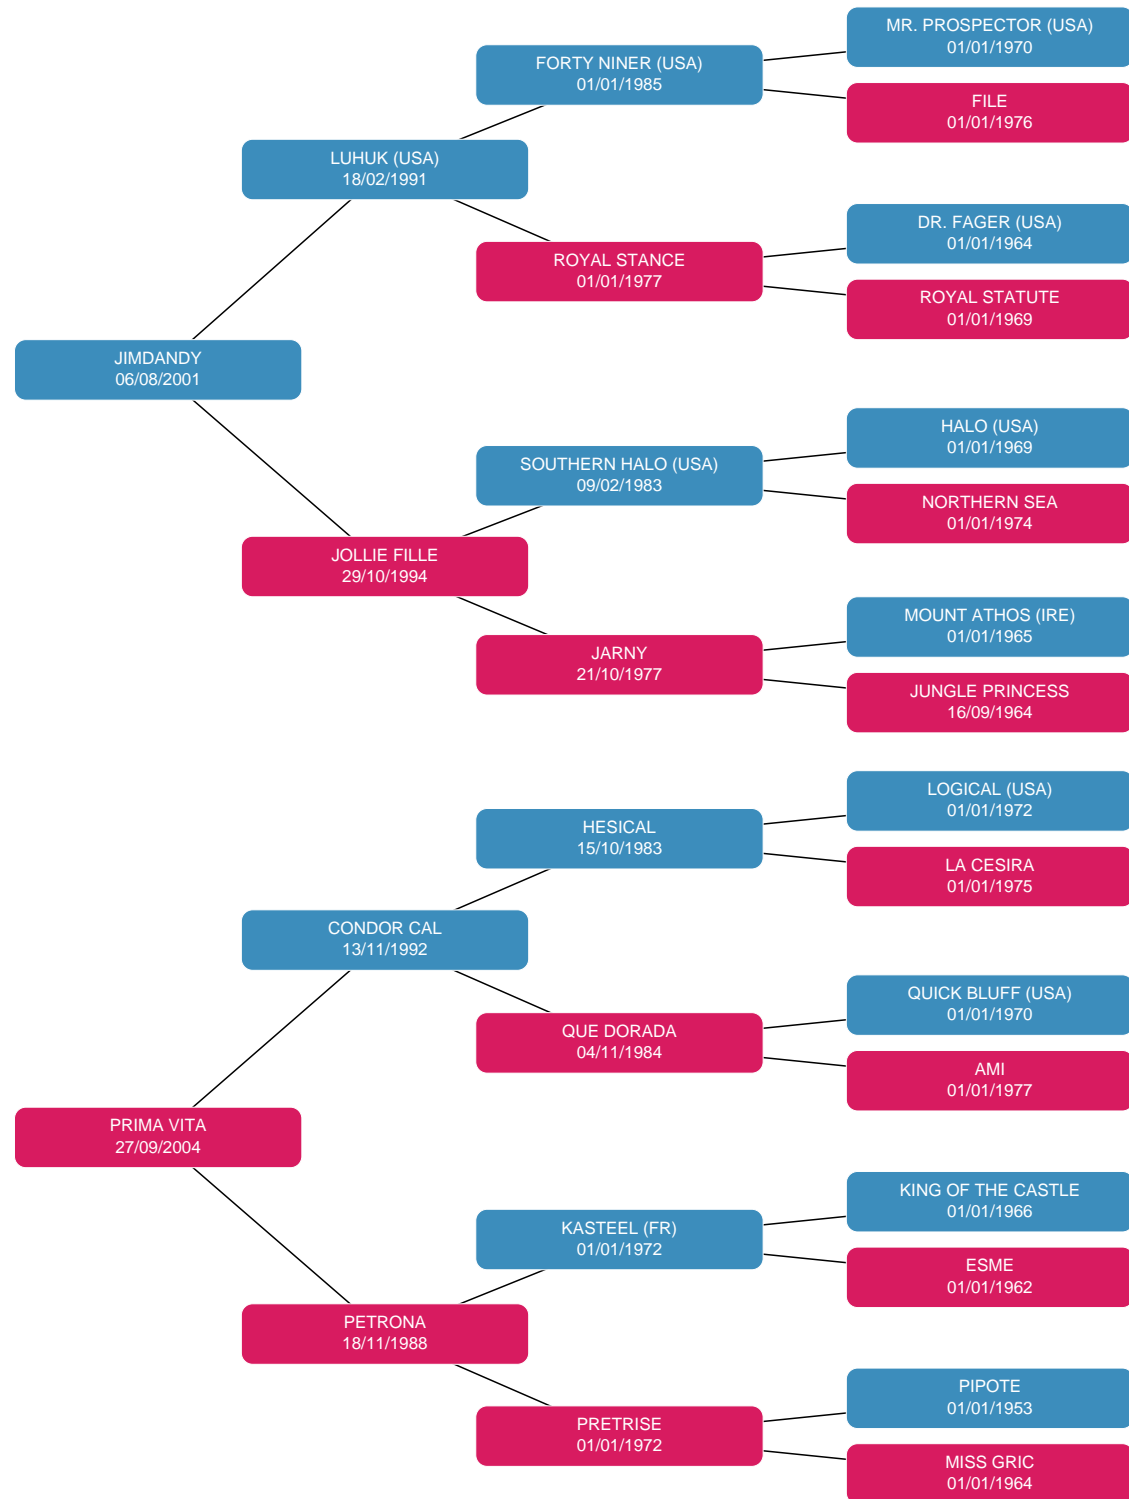 MR. PROSPECTOR (USA)
01/01/1970
FORTY NINER (USA)
01/01/1985
FILE
01/01/1976
LUHUK (USA)
18/02/1991
DR. FAGER (USA)
01/01/1964
ROYAL STANCE
01/01/1977
ROYAL STATUTE
01/01/1969
JIMDANDY
06/08/2001
HALO (USA)
01/01/1969
SOUTHERN HALO (USA)
09/02/1983
NORTHERN SEA
01/01/1974
JOLLIE FILLE
29/10/1994
MOUNT ATHOS (IRE)
01/01/1965
JARNY
21/10/1977
JUNGLE PRINCESS
16/09/1964
LOGICAL (USA)
01/01/1972
HESICAL
15/10/1983
LA CESIRA
01/01/1975
CONDOR CAL
13/11/1992
QUICK BLUFF (USA)
01/01/1970
QUE DORADA
04/11/1984
AMI
01/01/1977
PRIMA VITA
27/09/2004
KING OF THE CASTLE
01/01/1966
KASTEEL (FR)
01/01/1972
ESME
01/01/1962
PETRONA
18/11/1988
PIPOTE
01/01/1953
PRETRISE
01/01/1972
MISS GRIC
01/01/1964